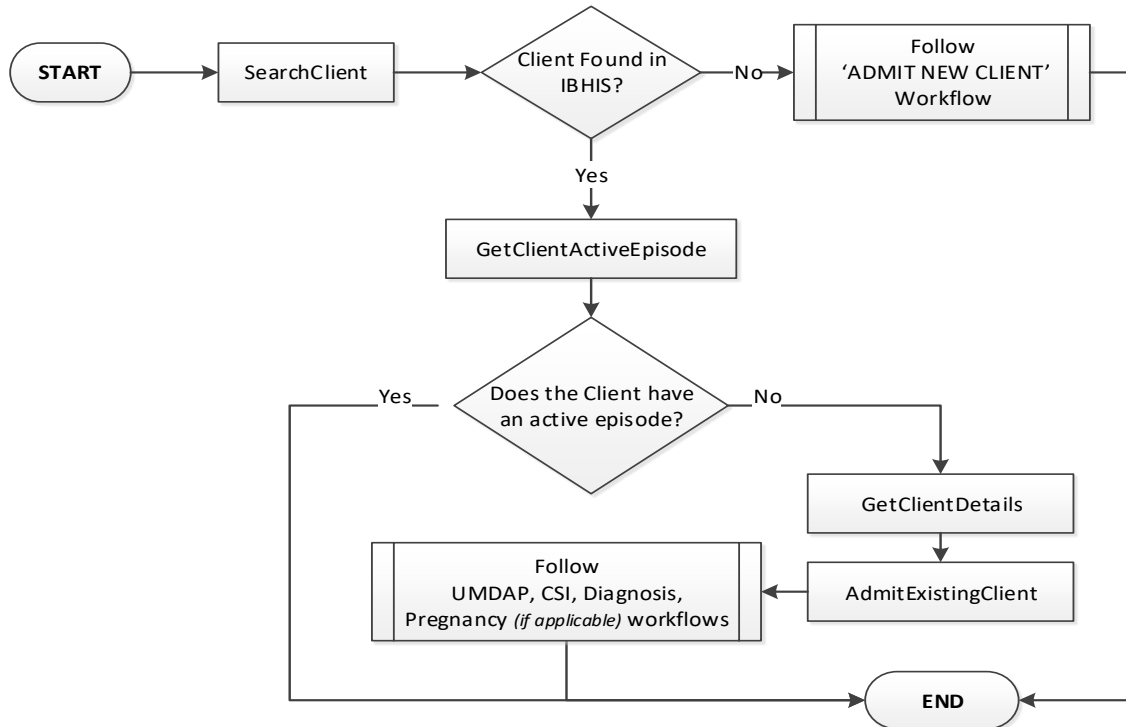 START
SearchClient
Client Found in
IBHIS?
No
Follow
‘ADMIT NEW CLIENT’
Workflow
Yes
GetClientActiveEpisode
Does the Client have
an active episode?
Yes
No
GetClientDetails
AdmitExistingClient
Follow
UMDAP, CSI, Diagnosis,
Pregnancy (if applicable) workflows
END